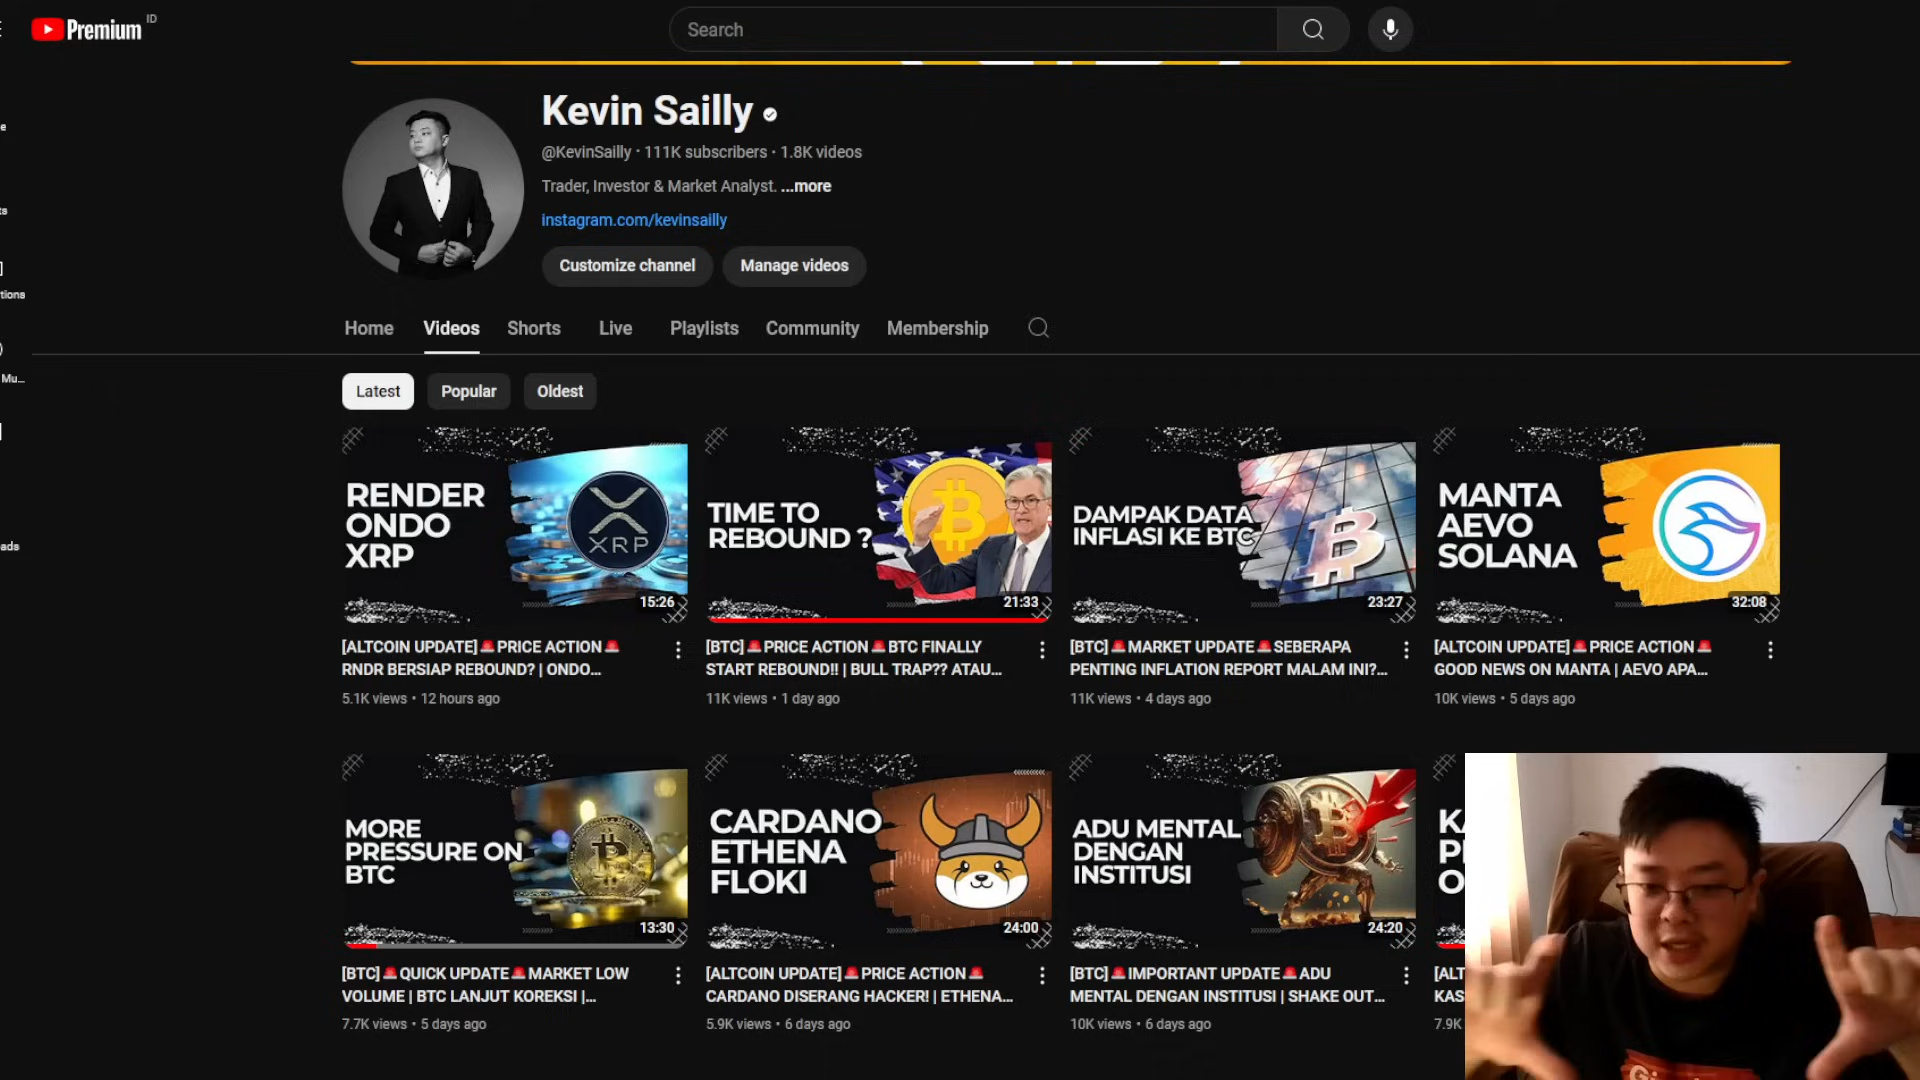 Premium ID
Search
Kevin Sailly
@KevinSailly · 111K subscribers · 1.8K videos
Trader, Investor & Market Analyst. ...more
instagram.com/kevinsailly
Customize channel
Manage videos
Home Videos Shorts Live Playlists Community Membership
Latest Popular Oldest
RENDER
ONDO
XRP
XRP
15:26
TIME TO
REBOUND ?
21:33
DAMPAK DATA
INFLASI KE BTC
23:27
MANTA
AEVO
SOLANA
32:08
[ALTCOIN UPDATE]🚨PRICE ACTION🚨
RNDR BERSIAP REBOUND? | ONDO...
5.1K views · 12 hours ago
[BTC]🚨PRICE ACTION🚨BTC FINALLY
START REBOUND!! | BULL TRAP?? ATAU...
11K views · 1 day ago
[BTC]🚨MARKET UPDATE🚨SEBERAPA
PENTING INFLATION REPORT MALAM INI?...
11K views · 4 days ago
[ALTCOIN UPDATE]🚨PRICE ACTION🚨
GOOD NEWS ON MANTA | AEVO APA...
10K views · 5 days ago
MORE
PRESSURE ON
BTC
13:30
CARDANO
ETHENA
FLOKI
24:00
ADU MENTAL
DENGAN
INSTITUSI
24:20
[BTC]🚨QUICK UPDATE🚨MARKET LOW
VOLUME | BTC LANJUT KOREKSI |...
7.7K views · 5 days ago
[ALTCOIN UPDATE]🚨PRICE ACTION🚨
CARDANO DISERANG HACKER! | ETHENA...
5.9K views · 6 days ago
[BTC]🚨IMPORTANT UPDATE🚨ADU
MENTAL DENGAN INSTITUSI | SHAKE OUT...
10K views · 6 days ago
[ALT
KAS
7.9K